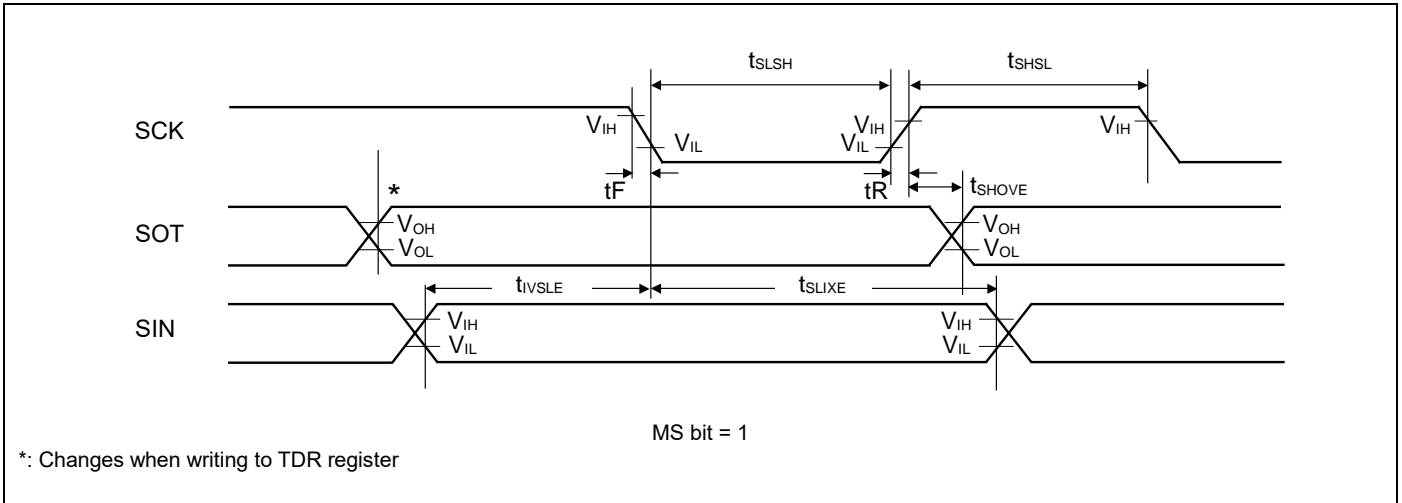 tSLSH
tSHSL
SCK
VIH
VIL
VIH
VIL
VIH
tF
tR
tSHOVE
*
SOT
VOH
VOL
VOH
VOL
tIVSLE
tSLIXE
SIN
VIH
VIL
VIH
VIL
MS bit = 1
*: Changes when writing to TDR register